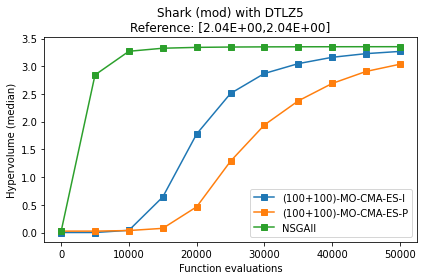 Shark (mod) with DTLZ5
Reference: [2.04E+00,2.04E+00]
Hypervolume (median)
3.5
3.0
2.5
2.0
1.5
1.0
0.5
0.0
(100+100)-MO-CMA-ES-I
(100+100)-MO-CMA-ES-P
NSGAII
0
10000
20000
30000
40000
50000
Function evaluations